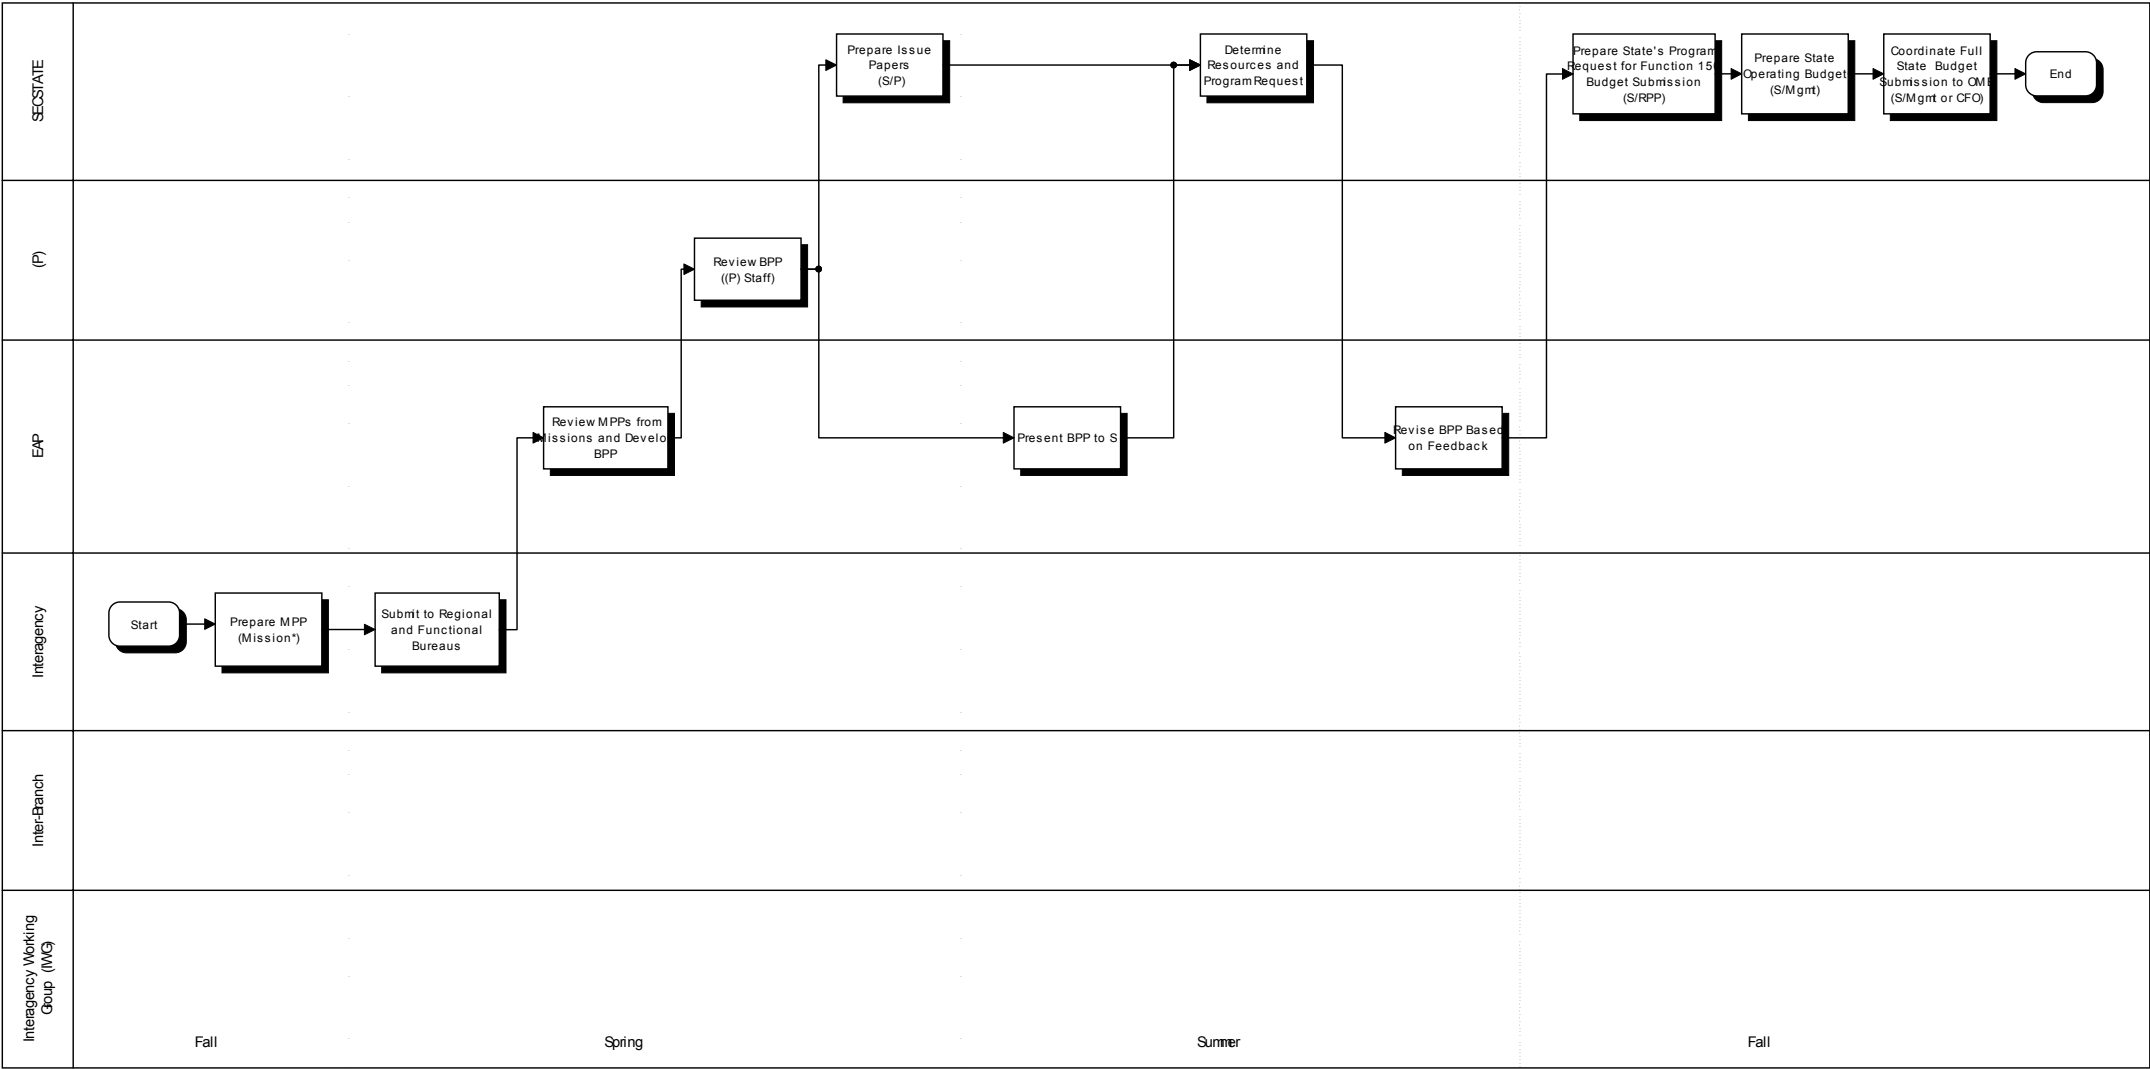 SECSTATE
Prepare Issue
Papers
(S/P)
Determine
Resources and
Program Request
Prepare State's Program
Request for Function 150
Budget Submission
(S/RPP)
Prepare State
Operating Budget
(S/Mgmt)
Coordinate Full
State Budget
Submission to OMB
(S/Mgmt or CFO)
End
(P)
Review BPP
((P) Staff)
EAP
Review MPPs from
Missions and Develo
BPP
Present BPP to S
Revise BPP Based
on Feedback
Interagency
Start
Prepare MPP
(Mission*)
Submit to Regional
and Functional
Bureaus
Inter-Branch
Interagency Working
Group (IWG)
Fall
Spring
Summer
Fall